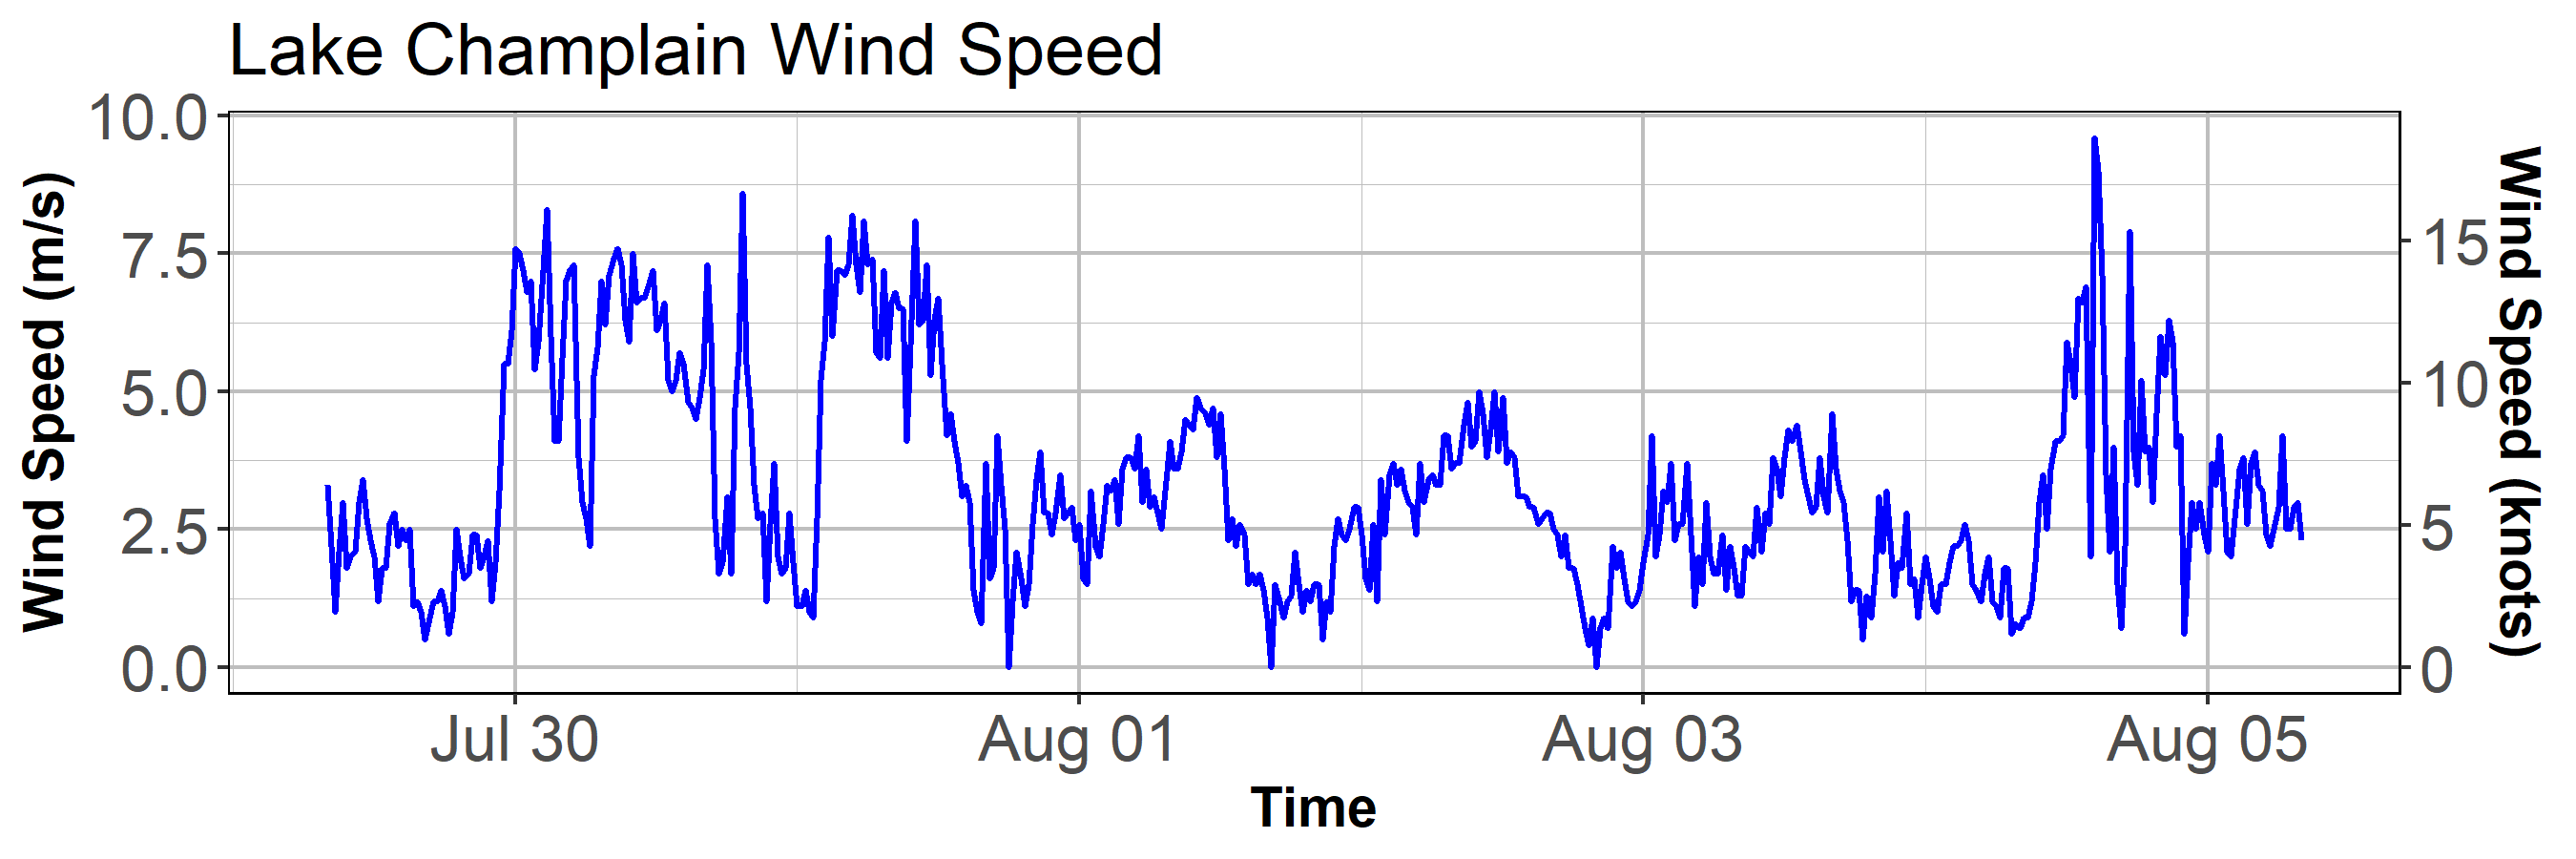 Lake Champlain Wind Speed
Wind Speed (m/s)
10.0
7.5
5.0
2.5
0.0
15
10
5
0
Wind Speed (knots)
Jul 30
Aug 01
Aug 03
Aug 05
Time